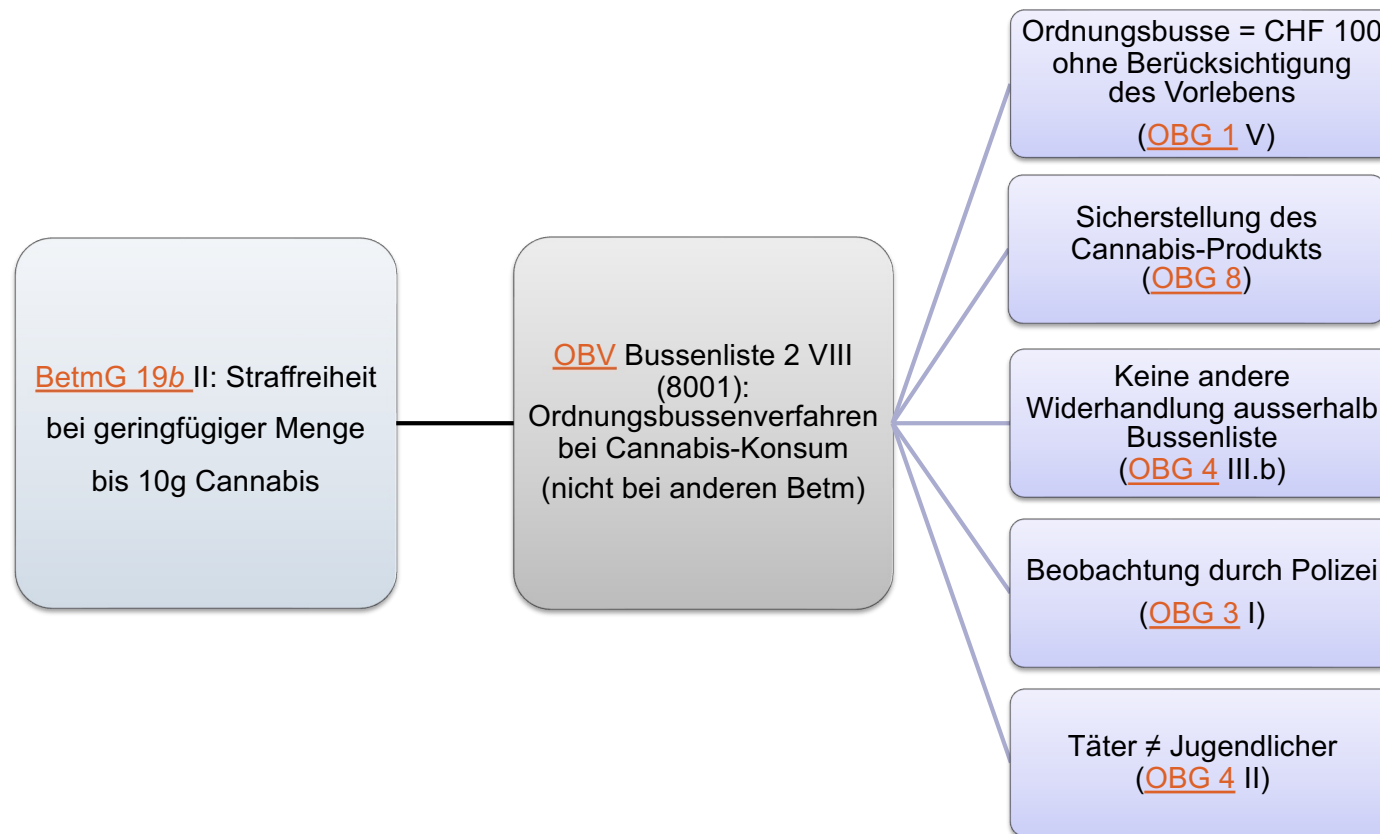 BetmG 19b II: Straffreiheit
bei geringfügiger Menge
bis 10g Cannabis
OBV Bussenliste 2 VIII
(8001):
Ordnungsbussenverfahren
bei Cannabis-Konsum
(nicht bei anderen Betm)
Ordnungsbusse = CHF 100
ohne Berücksichtigung
des Vorlebens
(OBG 1 V)
Sicherstellung des
Cannabis-Produkts
(OBG 8)
Keine andere
Widerhandlung ausserhalb
Bussenliste
(OBG 4 III.b)
Beobachtung durch Polizei
(OBG 3 I)
Täter ≠ Jugendlicher
(OBG 4 II)